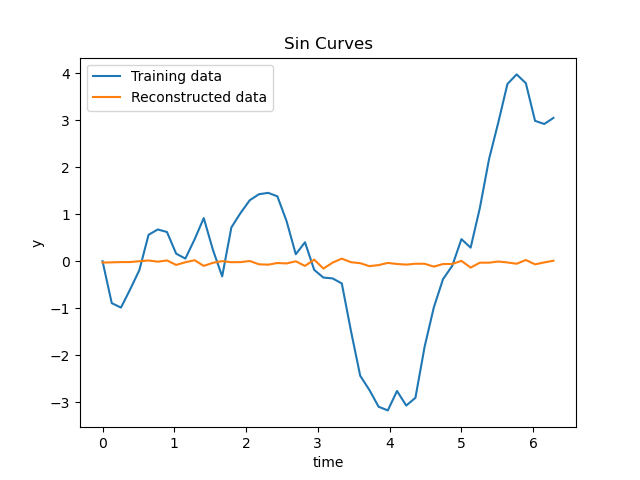 Sin Curves
Training data
Reconstructed data
4
3
2
1
0
−1
−2
−3
y
0 1 2 3 4 5 6
time